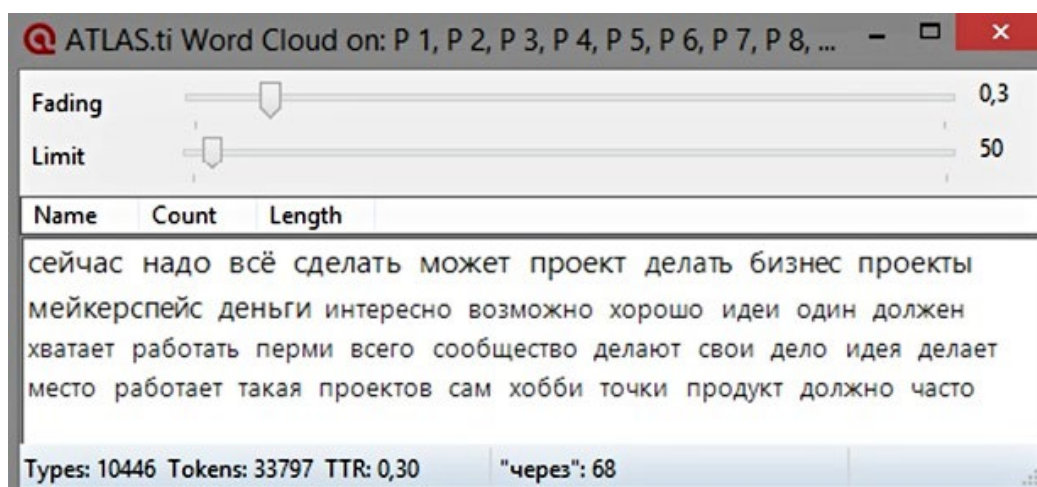 ATLAS.ti Word Cloud on: P 1, P 2, P 3, P 4, P 5, P 6, P 7, P 8, ...
Fading 0,3
Limit 50
Name Count Length
сейчас надо всё сделать может проект делать бизнес проекты
мейкерспейс деньги интересно возможно хорошо идеи один должен
хватает работать перми всего сообщество делают свои дело идея делает
место работает такая проектов сам хобби точки продукт должно часто
Types: 10446 Tokens: 33797 TTR: 0,30 "через": 68